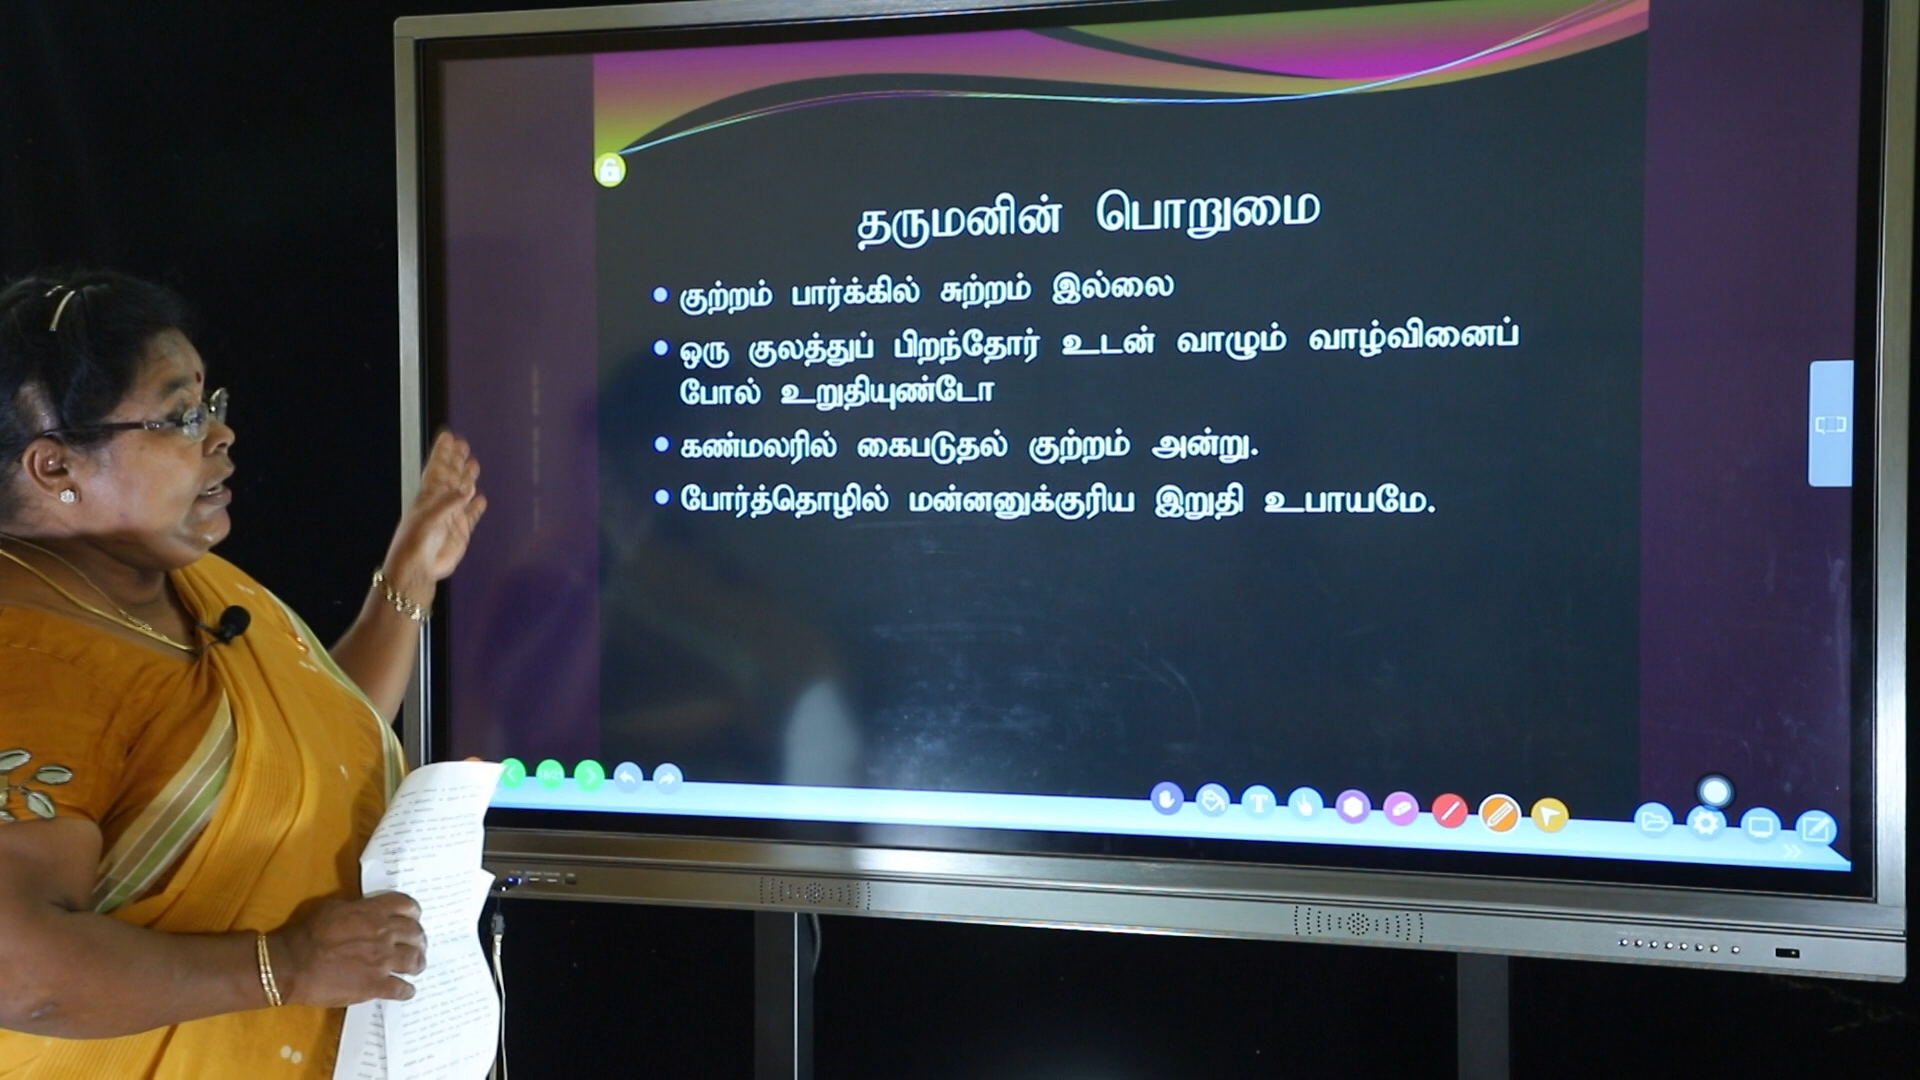 தருமனின் பொறுமை
குற்றம் பார்க்கில் சுற்றம் இல்லை
ஒரு குலத்துப் பிறந்தோர் உடன் வாழும் வாழ்வினைப்
போல் உறுதியுண்டோ
கண்மலரில் கைபடுதல் குற்றம் அன்று.
போர்த்தொழில் மன்னனுக்குரிய இறுதி உபாயமே.